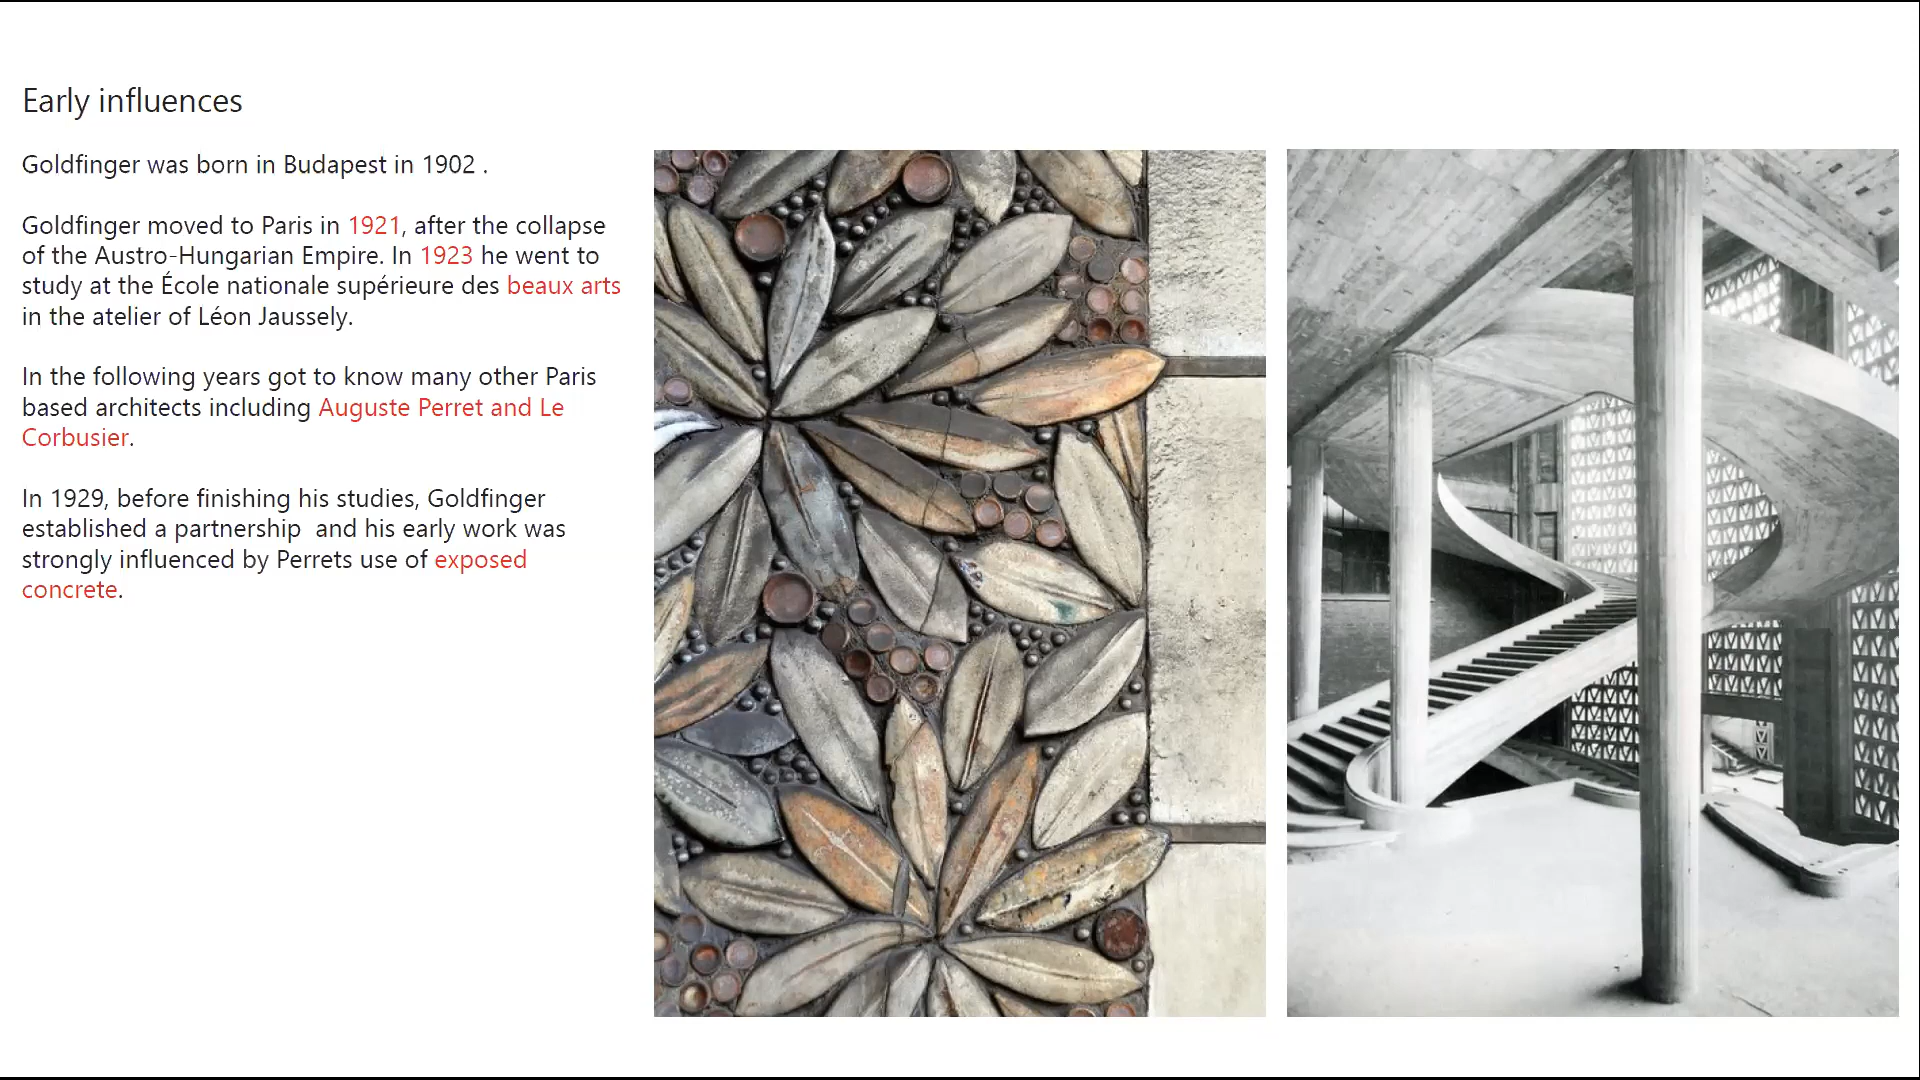 Early influences
Goldfinger was born in Budapest in 1902 .
Goldfinger moved to Paris in 1921, after the collapse
of the Austro-Hungarian Empire. In 1923 he went to
study at the École nationale supérieure des beaux arts
in the atelier of Léon Jaussely.
In the following years got to know many other Paris
based architects including Auguste Perret and Le
Corbusier.
In 1929, before finishing his studies, Goldfinger
established a partnership  and his early work was
strongly influenced by Perrets use of exposed
concrete.